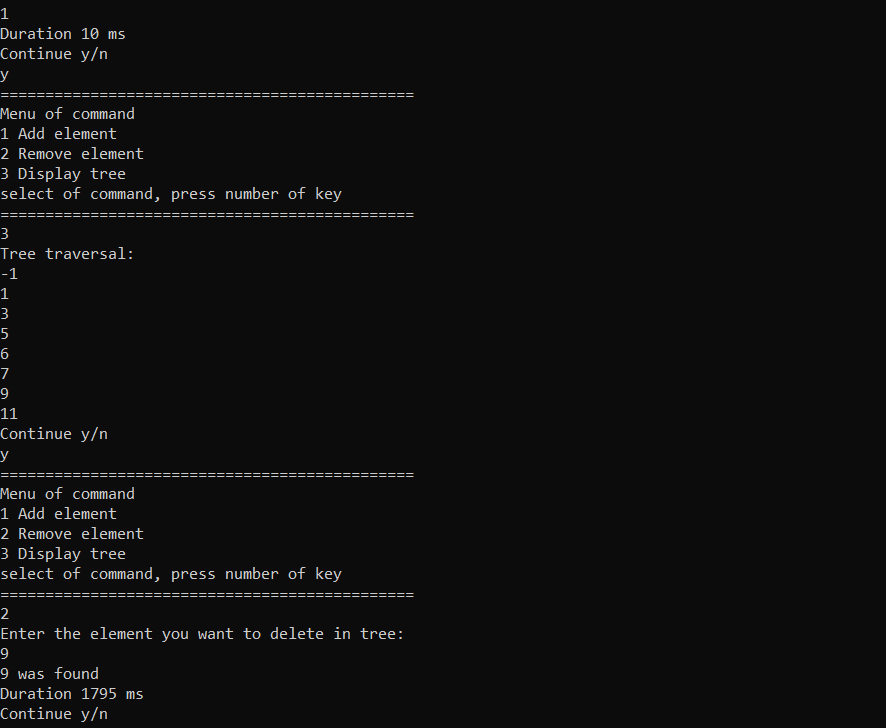 1
Duration 10 ms
Continue y/n
y
==============================================
Menu of command
1 Add element
2 Remove element
3 Display tree
select of command, press number of key
==============================================
3
Tree traversal:
-1
1
3
5
6
7
9
11
Continue y/n
y
==============================================
Menu of command
1 Add element
2 Remove element
3 Display tree
select of command, press number of key
==============================================
2
Enter the element you want to delete in tree:
9
9 was found
Duration 1795 ms
Continue y/n